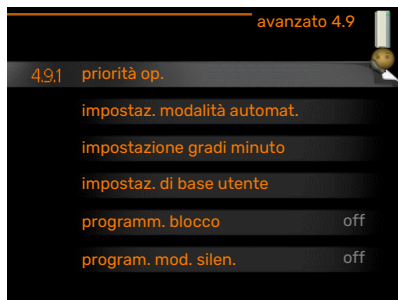 avanzato 4.9
4.9.1 priorità op.
impostaz. modalità automat.
impostazione gradi minuto
impostaz. di base utente
programm. blocco off
program. mod. silen. off